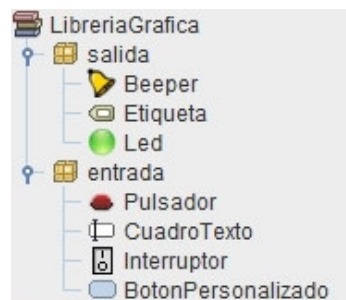 LibreriaGrafica
salida
Beeper
Etiqueta
Led
entrada
Pulsador
CuadroTexto
Interruptor
BotonPersonalizado